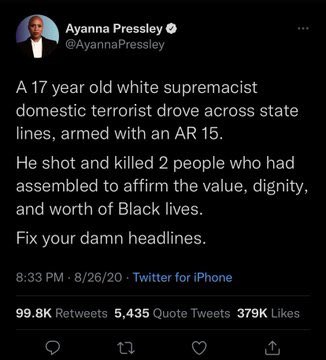 Ayanna Pressley
@AyannaPressley
A 17 year old white supremacist
domestic terrorist drove across state
lines, armed with an AR 15.
He shot and killed 2 people who had
assembled to affirm the value, dignity,
and worth of Black lives.
Fix your damn headlines.
8:33 PM · 8/26/20 · Twitter for iPhone
99.8K Retweets 5,435 Quote Tweets 379K Likes